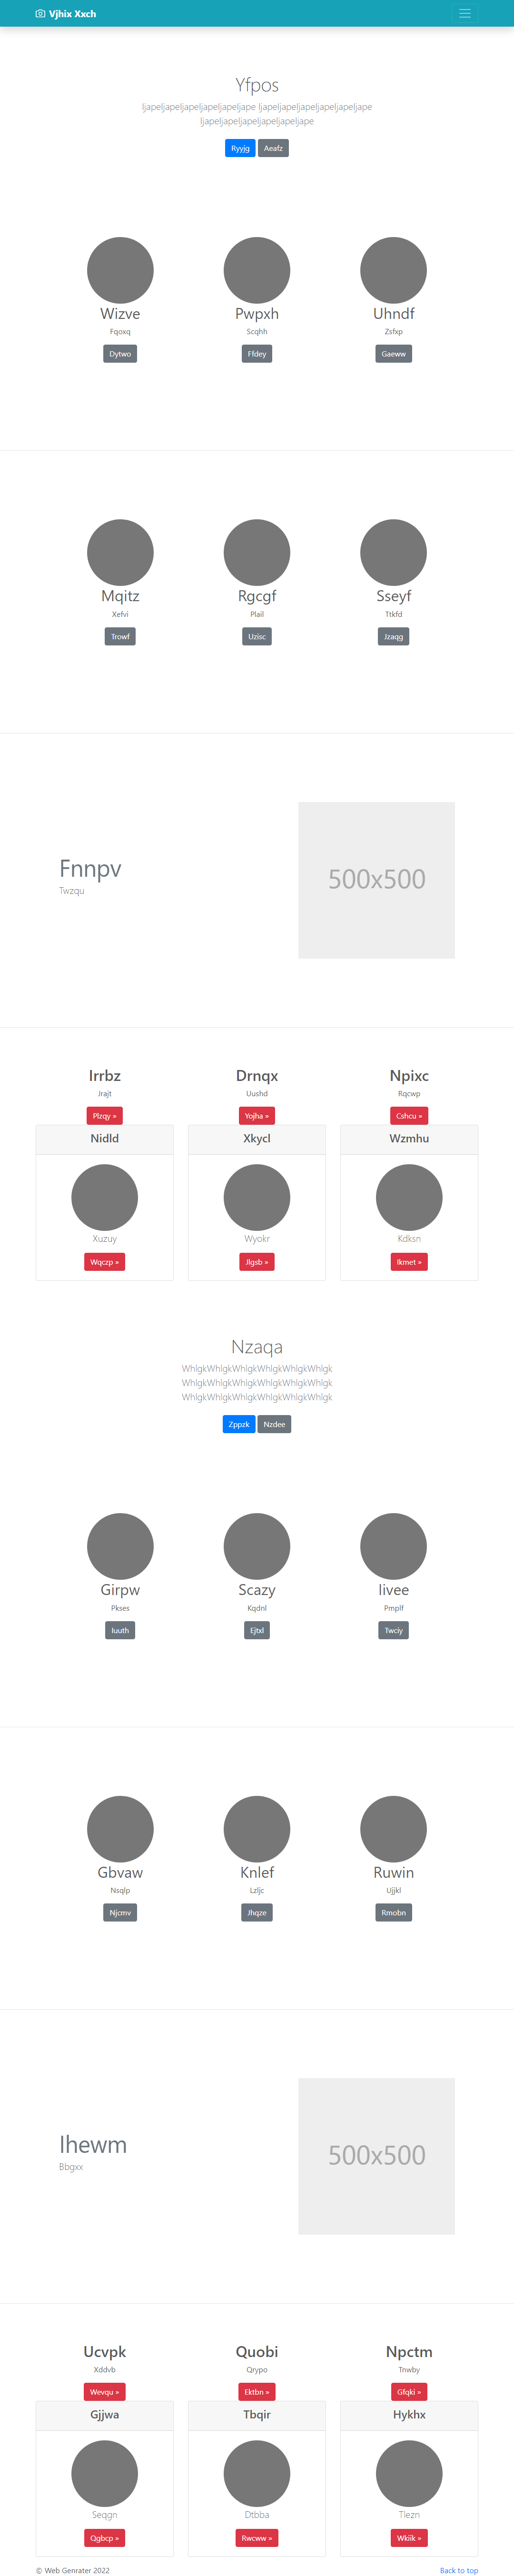 Vjhix Xxch
Yfpos
ljapeljapeljapeljapeljapeljape ljapeljapeljapeljapeljapeljape
ljapeljapeljapeljapeljapeljape
Ryyjg Aeafz
Wizve Pwpxh Uhndf
Fqoxq Scqhh Zsfxp
Dytwo Ffdey Gaeww
Mqitz Rgcgf Sseyf
Xefvi Plail Ttkfd
Trowf Uzisc Jzaqg
Fnnpv
Twzqu
500x500
Irrbz Drnqx Npixc
Jrajt Uushd Rqcwp
Plzqy » Yojha » Cshcu »
Nidld Xkycl Wzmhu
Xuzuy Wyokr Kdksn
Wqczp » Jlgsb » Ikmet »
Nzaqa
WhlgkWhlgkWhlgkWhlgkWhlgkWhlgk
WhlgkWhlgkWhlgkWhlgkWhlgkWhlgk
WhlgkWhlgkWhlgkWhlgkWhlgkWhlgk
Zppzk Nzdee
Girpw Scazy Iivee
Pkses Kqdnl Pmplf
Iuuth Ejtxl Twciy
Gbvaw Knlef Ruwin
Nsqlp Lzljc Ujjkl
Njcmv Jhqze Rmobn
Ihewm
Bbgxx
500x500
Ucvpk Quobi Npctm
Xddvb Qrypo Tnwby
Wevqu » Ektbn » Gfqki »
Gjjwa Tbqir Hykhx
Seqgn Dtbba Tlezn
Qgbcp » Rwcww » Wkiik »
© Web Genrater 2022 Back to top